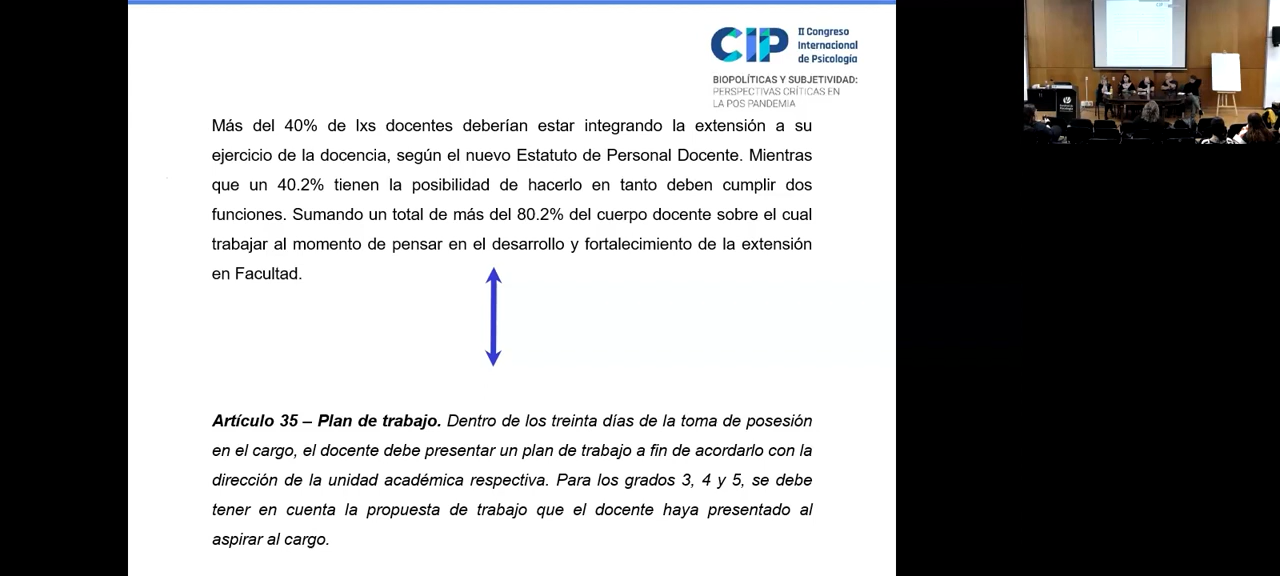 CIP
II Congreso
Internacional
de Psicología
BIOPOLÍTICAS Y SUBJETIVIDAD:
PERSPECTIVAS CRÍTICAS EN
LA POS PANDEMIA
Más del 40% de lxs docentes deberían estar integrando la extensión a su
ejercicio de la docencia, según el nuevo Estatuto de Personal Docente. Mientras
que un 40.2% tienen la posibilidad de hacerlo en tanto deben cumplir dos
funciones. Sumando un total de más del 80.2% del cuerpo docente sobre el cual
trabajar al momento de pensar en el desarrollo y fortalecimiento de la extensión
en Facultad.
Artículo 35 – Plan de trabajo. Dentro de los treinta días de la toma de posesión
en el cargo, el docente debe presentar un plan de trabajo a fin de acordarlo con la
dirección de la unidad académica respectiva. Para los grados 3, 4 y 5, se debe
tener en cuenta la propuesta de trabajo que el docente haya presentado al
aspirar al cargo.
CIP